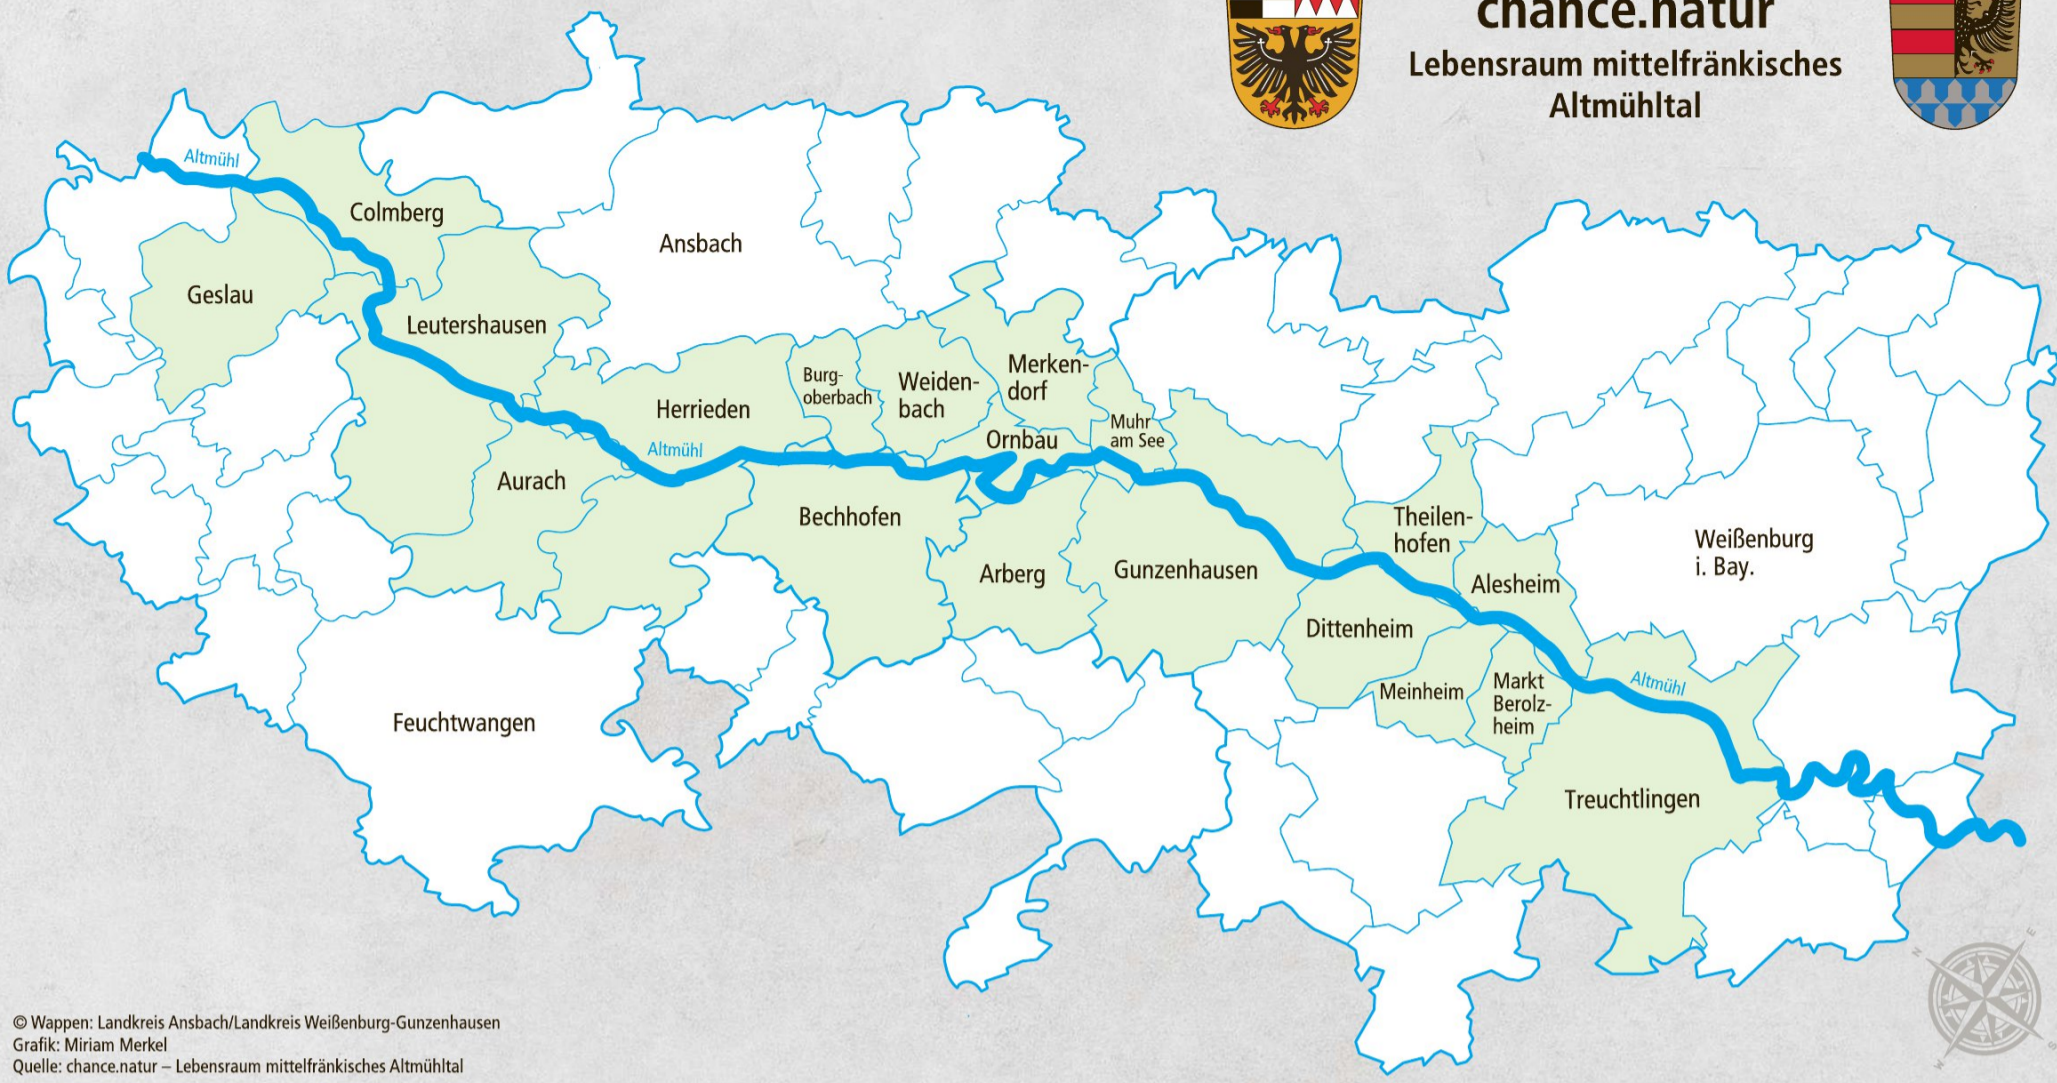 chance.natur
Lebensraum mittelfränkisches
Altmühltal
Altmühl
Colmberg
Ansbach
Geslau
Leutershausen
Herrieden
Burg-
oberbach
Weiden-
bach
Merken-
dorf
Muhr
am See
Ornbau
Altmühl
Aurach
Bechhofen
Arberg
Gunzenhausen
Theilen-
hofen
Alesheim
Weißenburg
i. Bay.
Dittenheim
Meinheim
Markt
Berolz-
heim
Altmühl
Feuchtwangen
Treuchtlingen
N
E
S
W
© Wappen: Landkreis Ansbach/Landkreis Weißenburg-Gunzenhausen
Grafik: Miriam Merkel
Quelle: chance.natur – Lebensraum mittelfränkisches Altmühltal